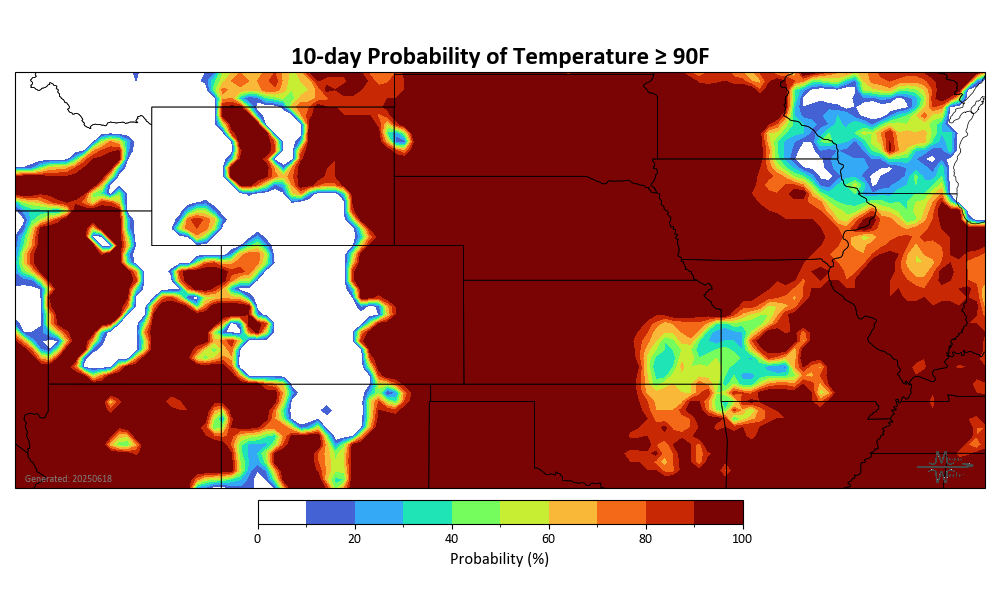 10-day Probability of Temperature ≥ 90F
Generated: 20250618
0 20 40 60 80 100
Probability (%)